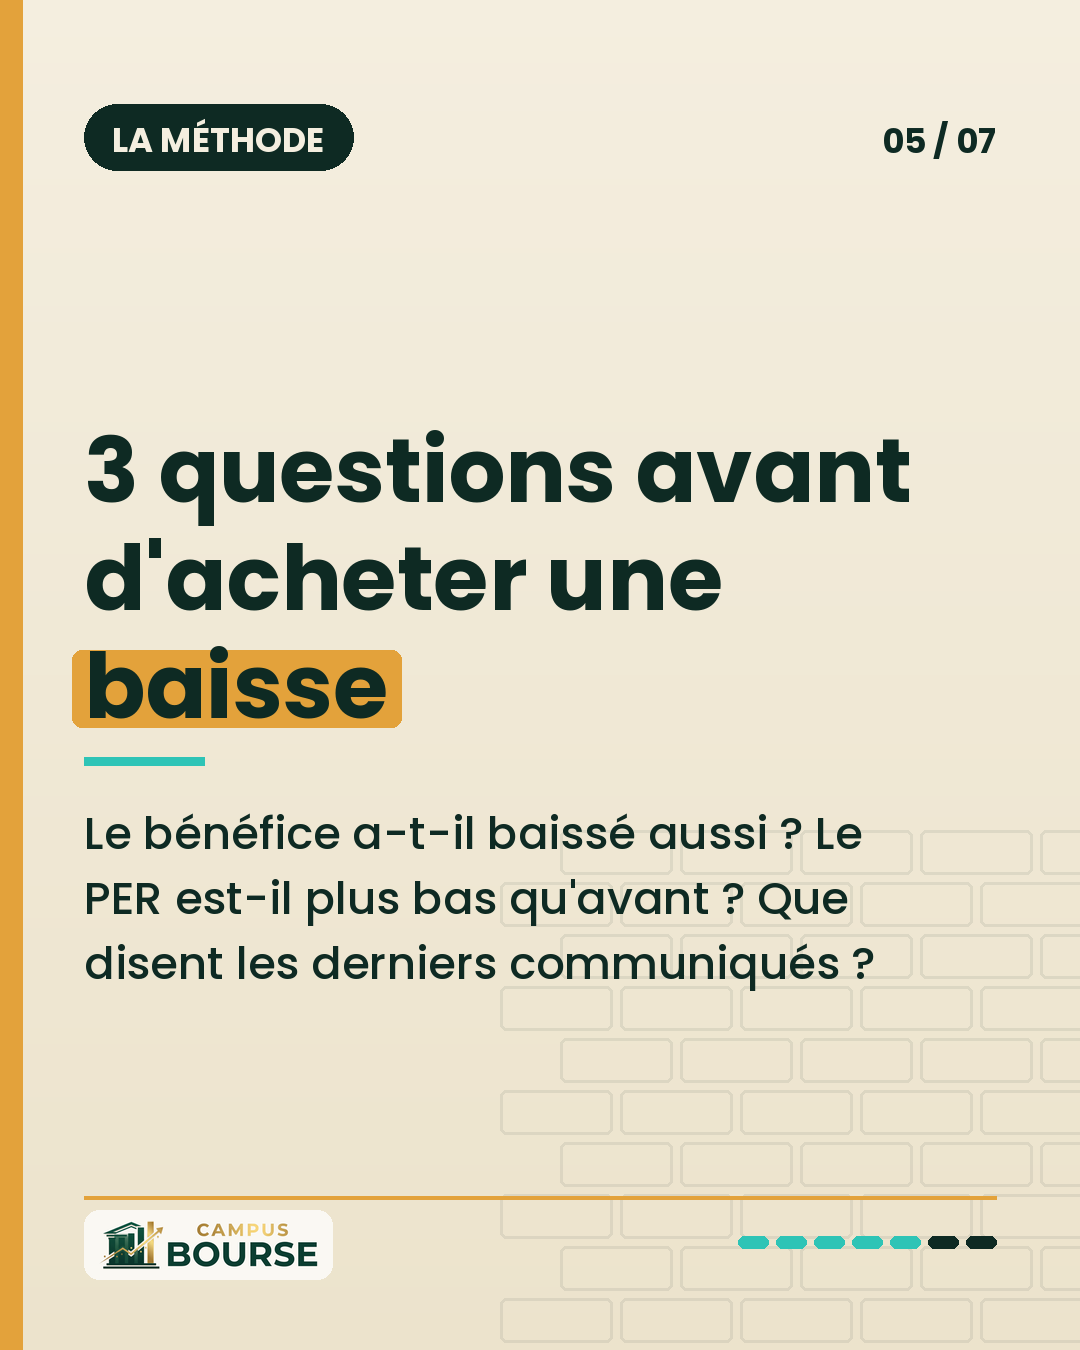 LA MÉTHODE
05 / 07
3 questions avant
d'acheter une
baisse
Le bénéfice a-t-il baissé aussi ? Le
PER est-il plus bas qu'avant ? Que
disent les derniers communiqués ?
CAMPUS
BOURSE